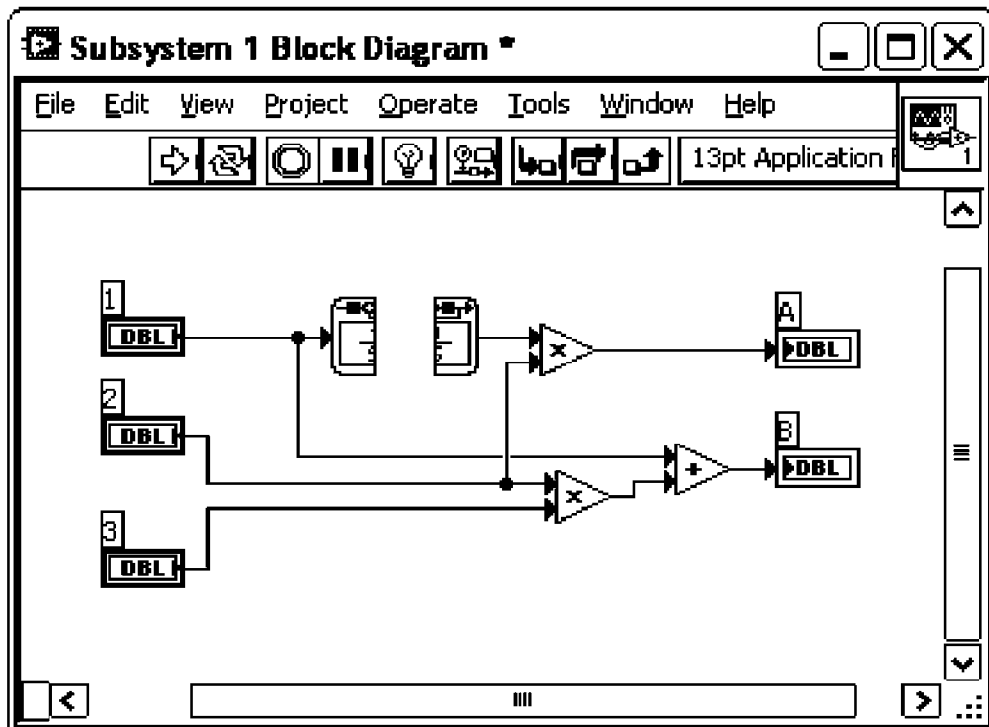 Subsystem 1 Block Diagram *
File Edit View Project Operate Tools Window Help
13pt Application
1
1
DBL
A
DBL
2
DBL
B
DBL
3
DBL